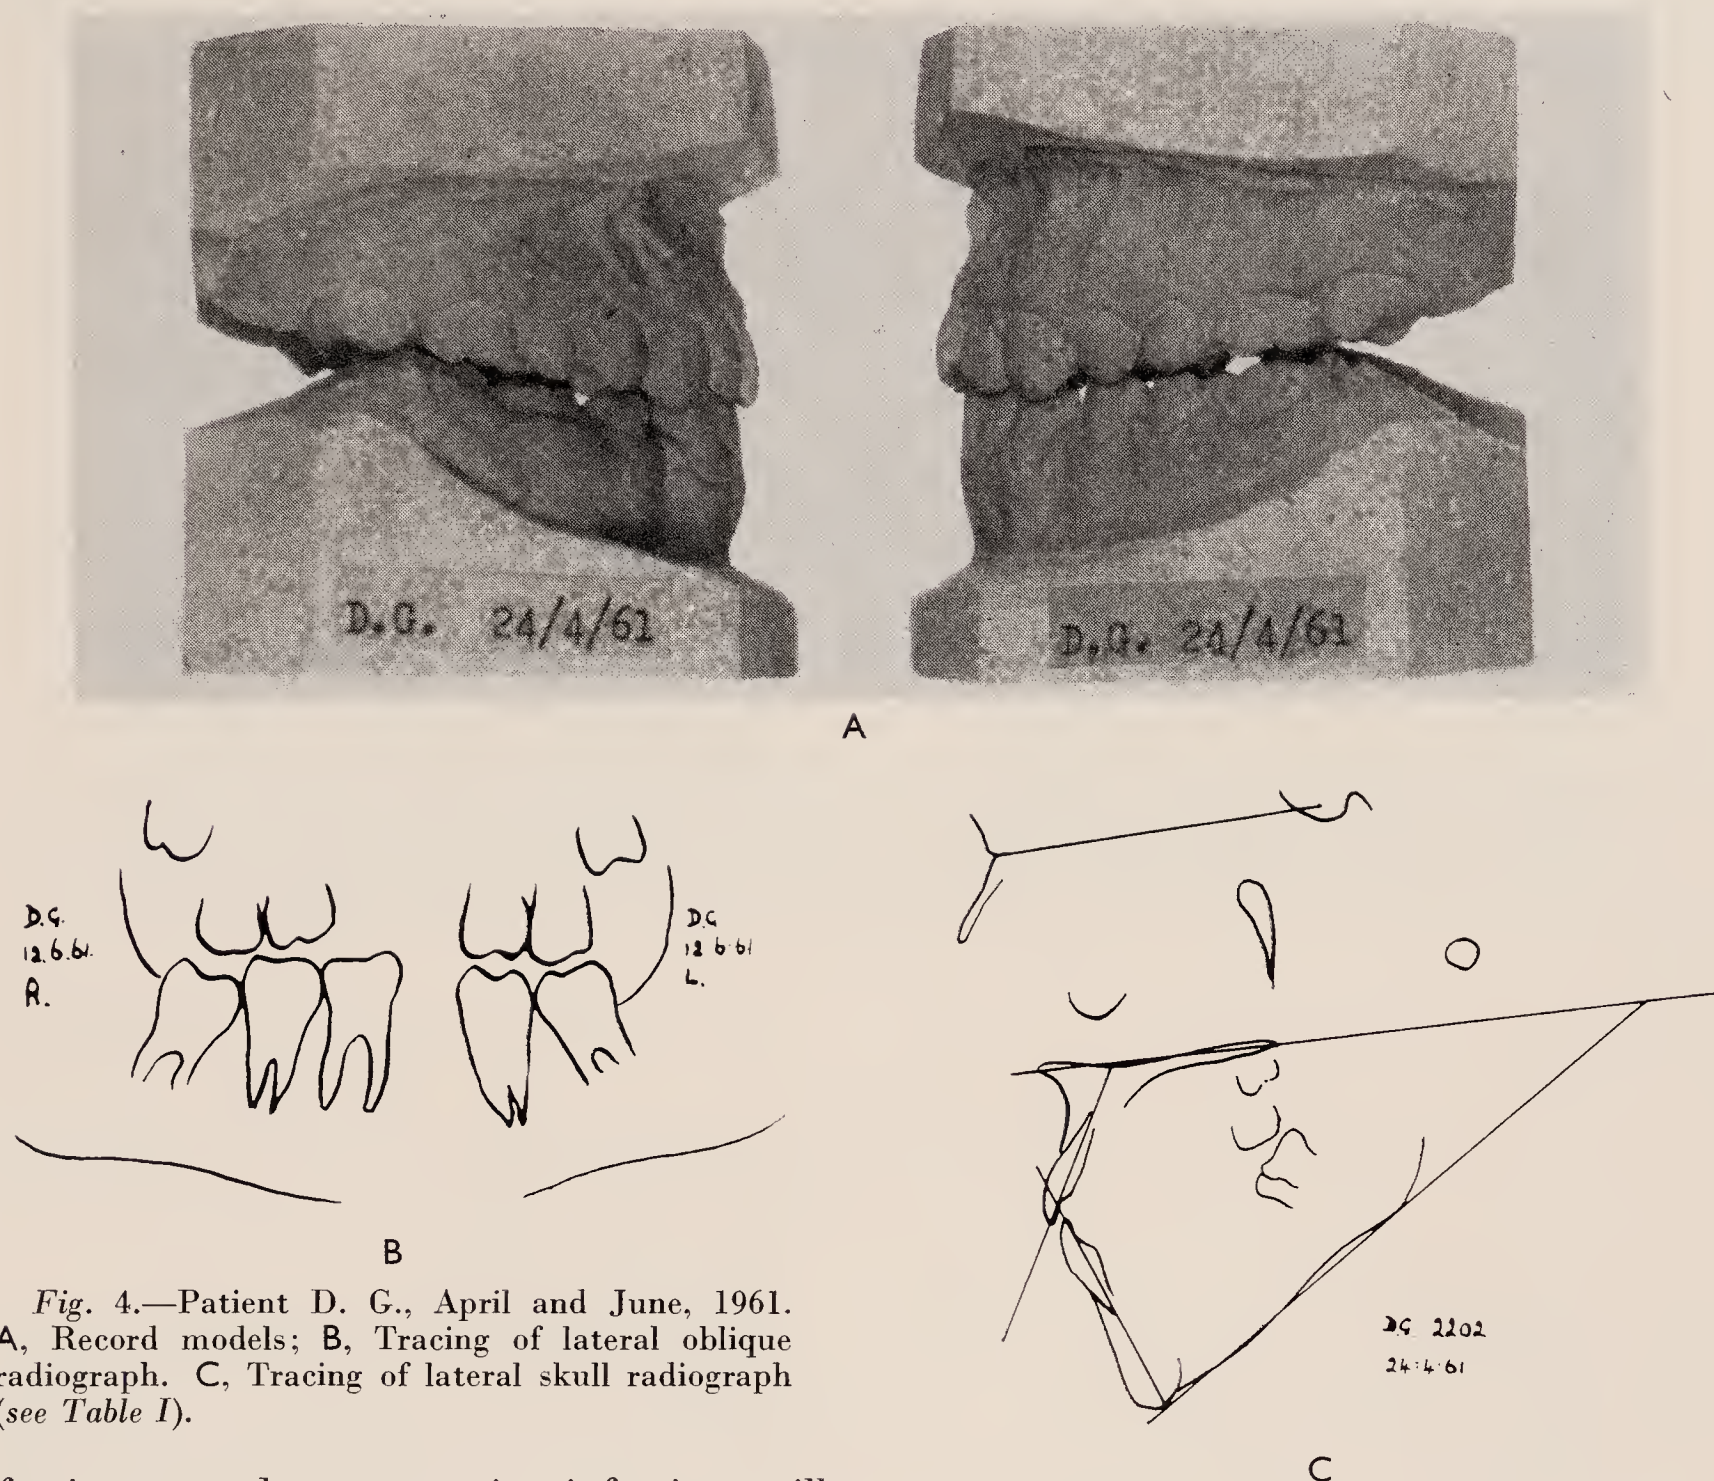 D.G. 24/4/61
D.G. 24/4/61
A
D.G.
12.6.61.
R.
D.G
12 6 61
L.
B
Fig. 4.—Patient D. G., April and June, 1961.
A, Record models; B, Tracing of lateral oblique
radiograph. C, Tracing of lateral skull radiograph
(see Table I).
D.G 2202
24:4.61
C